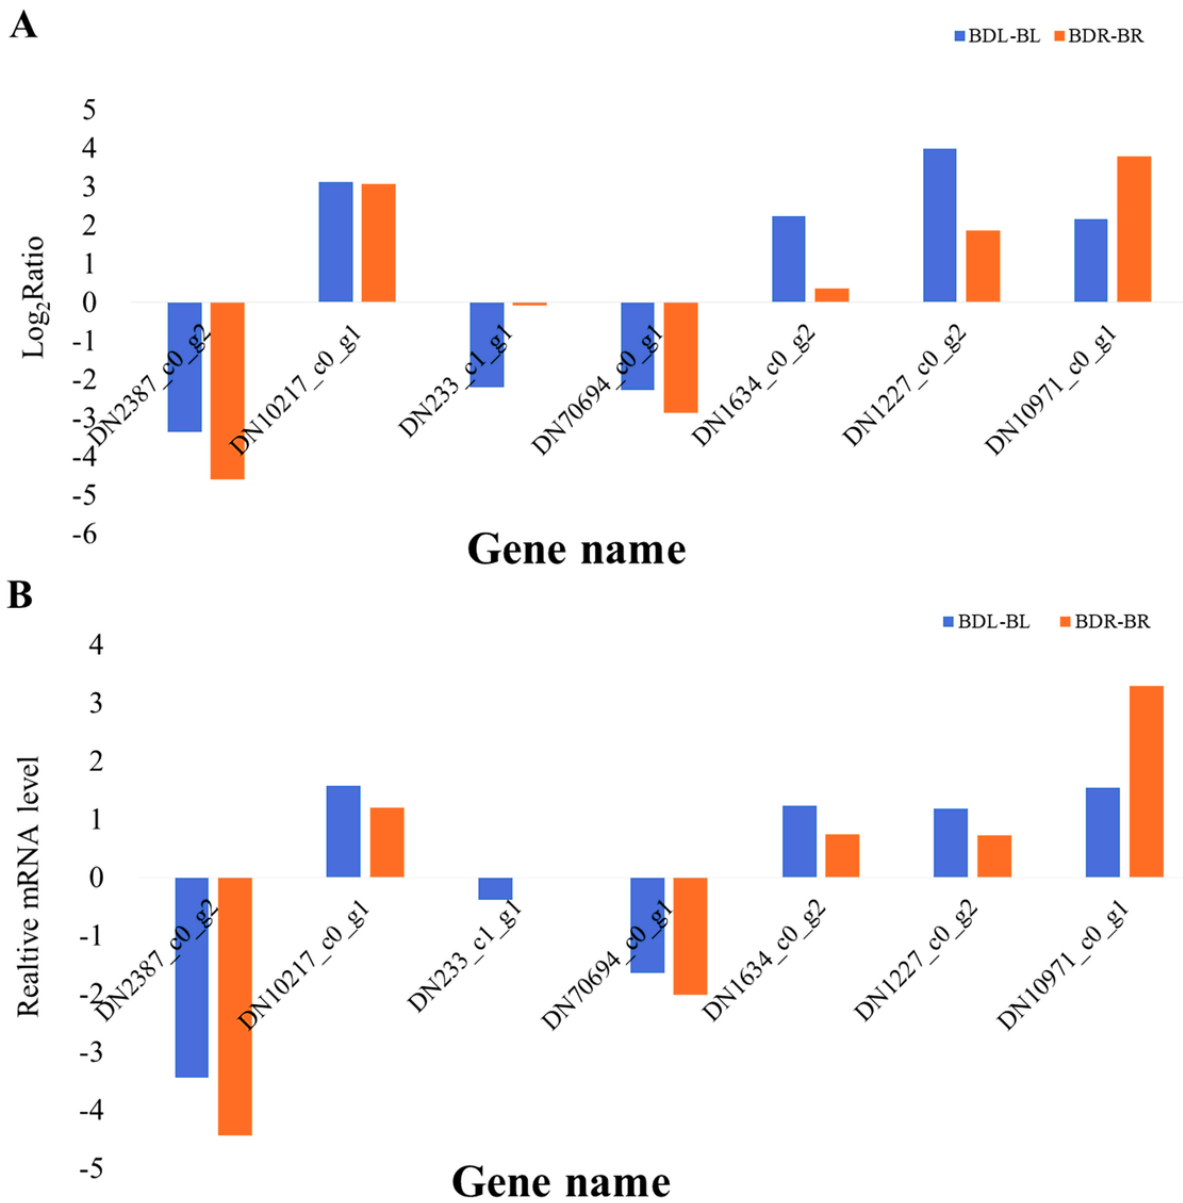 A
BDL-BL BDR-BR
5
4
3
2
1
0
-1
-2
-3
-4
-5
-6
Log2Ratio
DN2387_c0_g2
DN10217_c0_g1
DN233_c1_g1
DN70694_c0_g1
DN1634_c0_g2
DN1227_c0_g2
DN10971_c0_g1
Gene name
B
BDL-BL BDR-BR
4
3
2
1
0
-1
-2
-3
-4
-5
Realtive mRNA level
DN2387_c0_g2
DN10217_c0_g1
DN233_c1_g1
DN70694_c0_g1
DN1634_c0_g2
DN1227_c0_g2
DN10971_c0_g1
Gene name